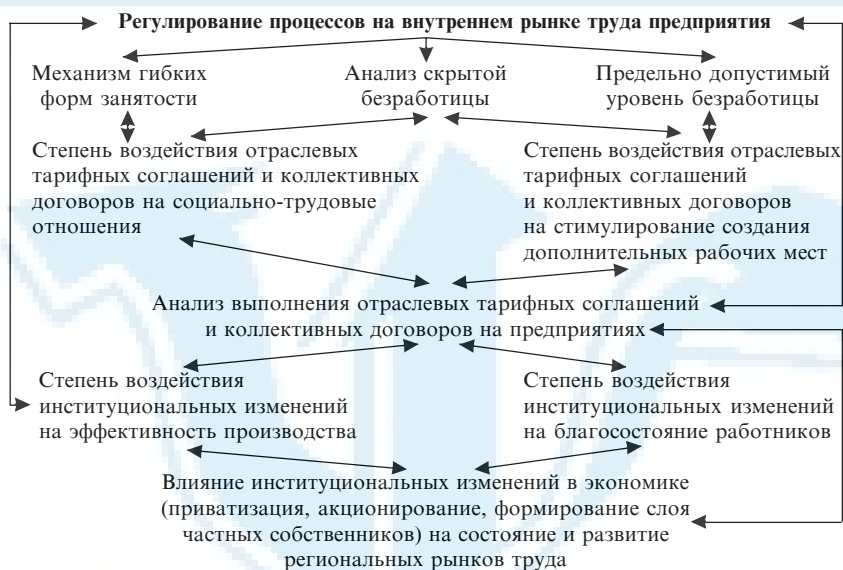 Регулирование процессов на внутреннем рынке труда предприятия
Механизм гибких
форм занятости
Анализ скрытой
безработицы
Предельно допустимый
уровень безработицы
Степень воздействия отраслевых
тарифных соглашений и коллективных
договоров на социально-трудовые
отношения
Степень воздействия отраслевых
тарифных соглашений
и коллективных договоров
на стимулирование создания
дополнительных рабочих мест
Анализ выполнения отраслевых тарифных соглашений
и коллективных договоров на предприятиях
Степень воздействия
институциональных изменений
на эффективность производства
Степень воздействия
институциональных изменений
на благосостояние работников
Влияние институциональных изменений в экономике
(приватизация, акционирование, формирование слоя
частных собственников) на состояние и развитие
региональных рынков труда